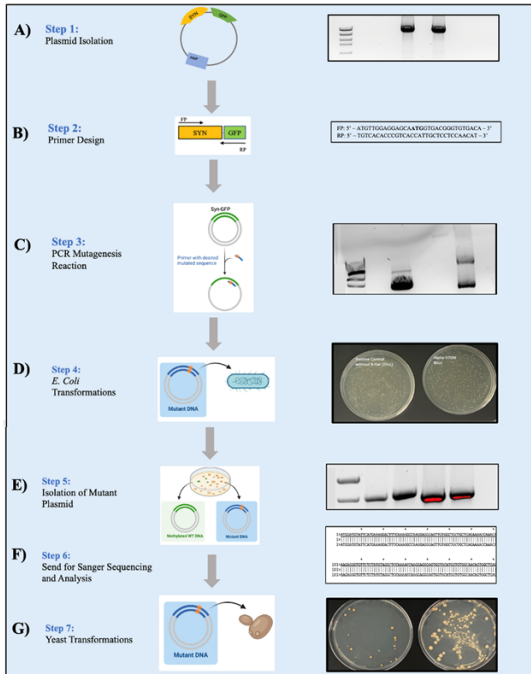 A)
Step 1:
Plasmid Isolation
SYN
GFP
AMP
B)
Step 2:
Primer Design
FP
SYN
GFP
RP
FP: 5' – ATGTTGGAGGAGCAATGGTGACGGGTGTGACA – 3'
RP: 5' – TGTCACACCCGTCACCATTGCTCCTCCAACAT – 3'
C)
Step 3:
PCR Mutagenesis
Reaction
Syn-GFP
Primer with desired
mutated sequence
D)
Step 4:
E. Coli
Transformations
Mutant DNA
E)
Step 5:
Isolation of Mutant
Plasmid
Methylated WT DNA
Mutant DNA
F)
Step 6:
Send for Sanger Sequencing
and Analysis
G)
Step 7:
Yeast Transformations
Mutant DNA